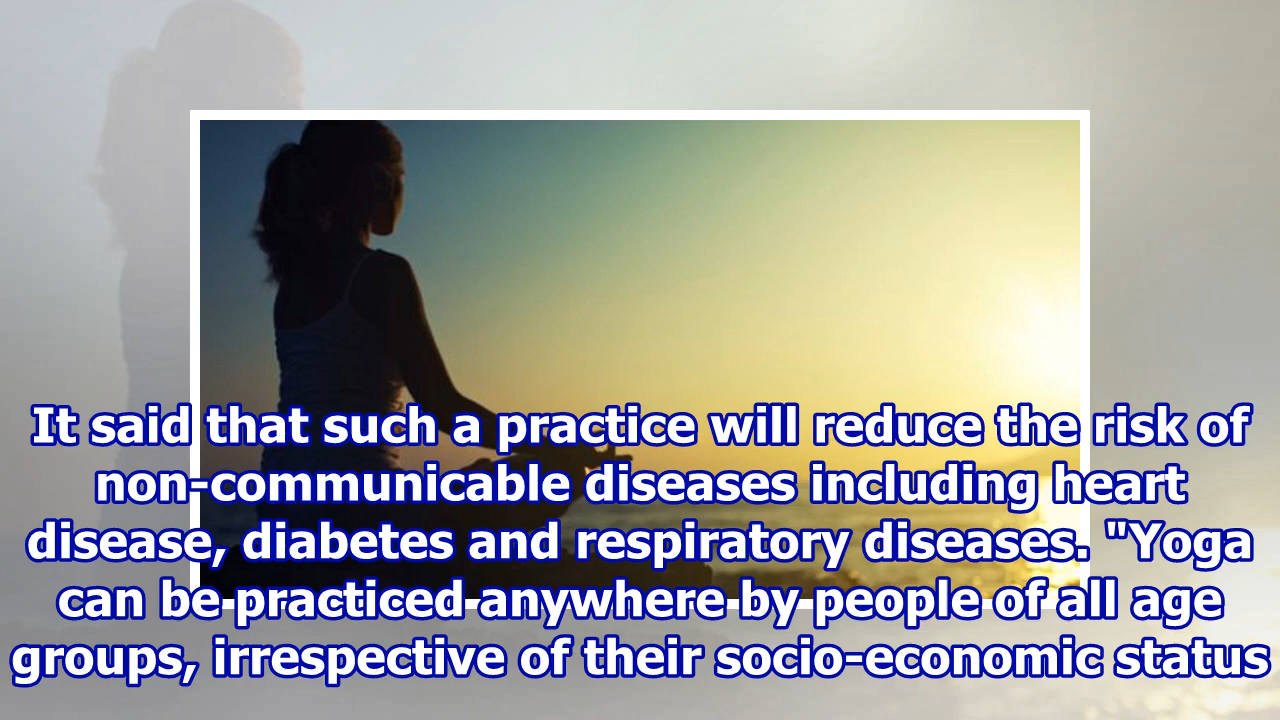 It said that such a practice will reduce the risk of
non-communicable diseases including heart
disease, diabetes and respiratory diseases. "Yoga
can be practiced anywhere by people of all age
groups, irrespective of their socio-economic status